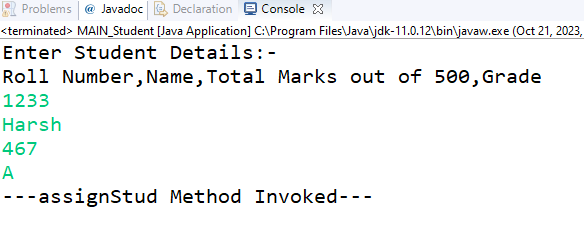 Problems @ Javadoc Declaration Console
<terminated> MAIN_Student [Java Application] C:\Program Files\Java\jdk-11.0.12\bin\javaw.exe (Oct 21, 2023,
Enter Student Details:-
Roll Number,Name,Total Marks out of 500,Grade
1233
Harsh
467
A
---assignStud Method Invoked---